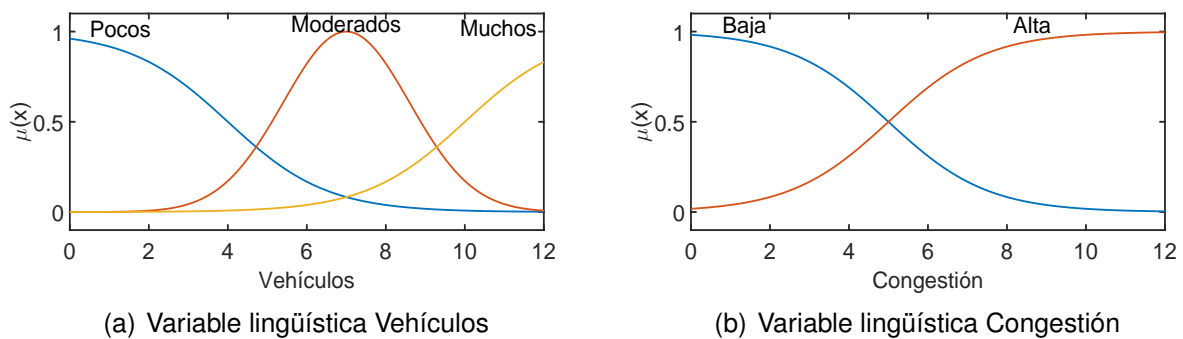 Pocos Moderados Muchos
1
0.5
0
μ(x)
0 2 4 6 8 10 12
Vehículos
(a) Variable lingüística Vehículos
Baja Alta
1
0.5
0
μ(x)
0 2 4 6 8 10 12
Congestión
(b) Variable lingüística Congestión